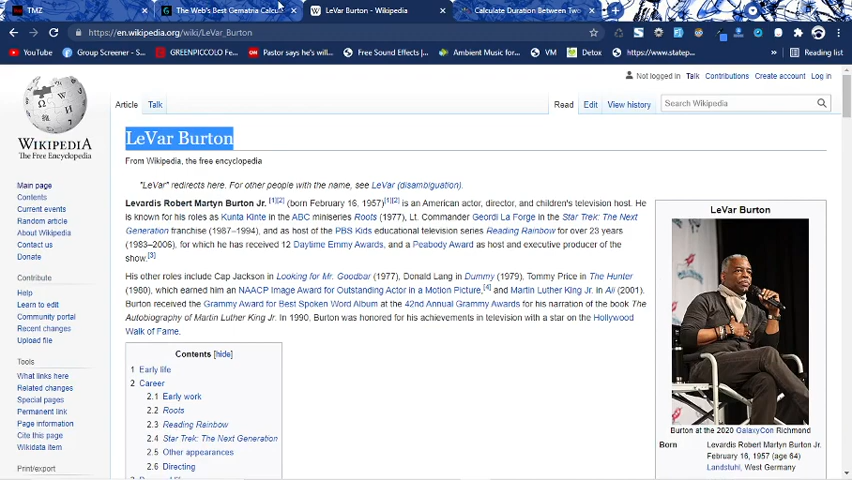 TMZ
The Web's Best Gematria Calcu
LeVar Burton - Wikipedia
Calculate Duration Between Two
en.wikipedia.org/wiki/LeVar_Burton
YouTube
Group Screener - S...
GREENPICCOLO Fe...
Pastor says he's will...
Free Sound Effects |...
Ambient Music for...
VM
Detox
https://www.statep...
Reading list
Not logged in Talk Contributions Create account Log in
Article Talk
Read Edit View history
Search Wikipedia
WIKIPEDIA
The Free Encyclopedia
Main page
Contents
Current events
Random article
About Wikipedia
Contact us
Donate
Contribute
Help
Learn to edit
Community portal
Recent changes
Upload file
Tools
What links here
Related changes
Special pages
Permanent link
Page information
Cite this page
Wikidata item
Print/export
LeVar Burton
From Wikipedia, the free encyclopedia
"LeVar" redirects here. For other people with the name, see LeVar (disambiguation).
Levardis Robert Martyn Burton Jr. [1][2] (born February 16, 1957)[1][2] is an American actor, director, and children's television host. He
is known for his roles as Kunta Kinte in the ABC miniseries Roots (1977), Lt. Commander Geordi La Forge in the Star Trek: The Next
Generation franchise (1987–1994), and as host of the PBS Kids educational television series Reading Rainbow for over 23 years
(1983–2006), for which he has received 12 Daytime Emmy Awards, and a Peabody Award as host and executive producer of the
show.[3]
His other roles include Cap Jackson in Looking for Mr. Goodbar (1977), Donald Lang in Dummy (1979), Tommy Price in The Hunter
(1980), which earned him an NAACP Image Award for Outstanding Actor in a Motion Picture,[4] and Martin Luther King Jr. in Ali (2001).
Burton received the Grammy Award for Best Spoken Word Album at the 42nd Annual Grammy Awards for his narration of the book The
Autobiography of Martin Luther King Jr. In 1990, Burton was honored for his achievements in television with a star on the Hollywood
Walk of Fame.
Contents [hide]
1 Early life
2 Career
2.1 Early work
2.2 Roots
2.3 Reading Rainbow
2.4 Star Trek: The Next Generation
2.5 Other appearances
2.6 Directing
LeVar Burton
Burton at the 2020 GalaxyCon Richmond
Born Levardis Robert Martyn Burton Jr.
February 16, 1957 (age 64)
Landstuhl, West Germany